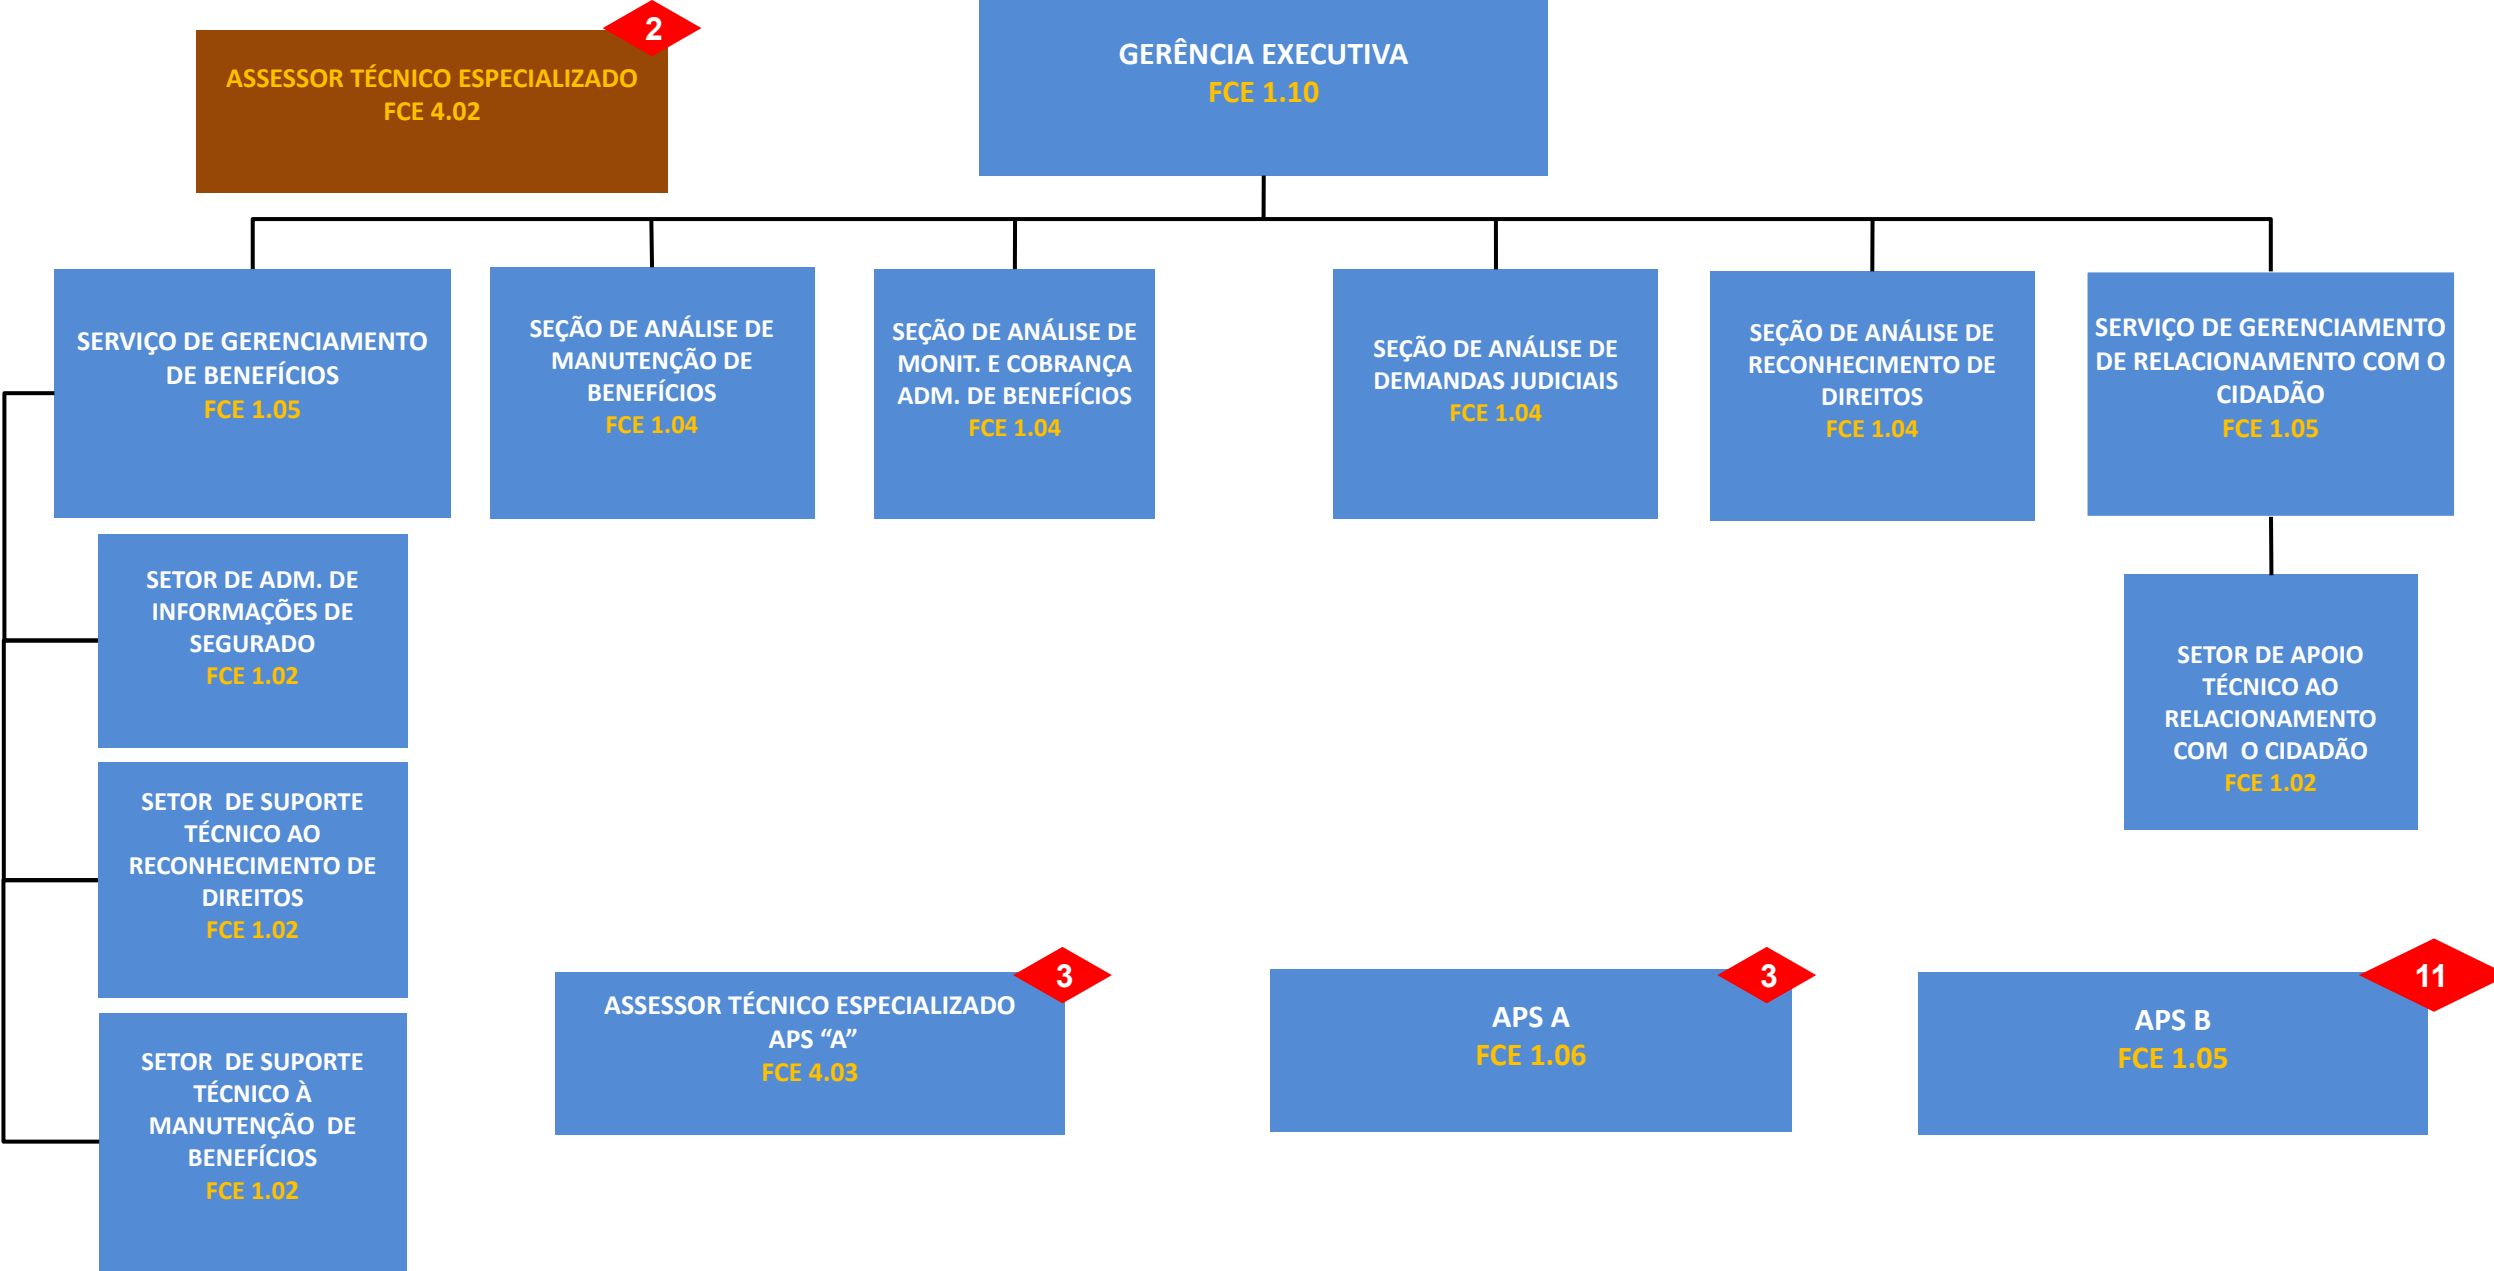 2
ASSESSOR TÉCNICO ESPECIALIZADO
FCE 4.02
GERÊNCIA EXECUTIVA
FCE 1.10
SERVIÇO DE GERENCIAMENTO
DE BENEFÍCIOS
FCE 1.05
SEÇÃO DE ANÁLISE DE
MANUTENÇÃO DE
BENEFÍCIOS
FCE 1.04
SEÇÃO DE ANÁLISE DE
MONIT. E COBRANÇA
ADM. DE BENEFÍCIOS
FCE 1.04
SEÇÃO DE ANÁLISE DE
DEMANDAS JUDICIAIS
FCE 1.04
SEÇÃO DE ANÁLISE DE
RECONHECIMENTO DE
DIREITOS
FCE 1.04
SERVIÇO DE GERENCIAMENTO
DE RELACIONAMENTO COM O
CIDADÃO
FCE 1.05
SETOR DE ADM. DE
INFORMAÇÕES DE
SEGURADO
FCE 1.02
SETOR DE APOIO
TÉCNICO AO
RELACIONAMENTO
COM O CIDADÃO
FCE 1.02
SETOR DE SUPORTE
TÉCNICO AO
RECONHECIMENTO DE
DIREITOS
FCE 1.02
SETOR DE SUPORTE
TÉCNICO À
MANUTENÇÃO DE
BENEFÍCIOS
FCE 1.02
3
ASSESSOR TÉCNICO ESPECIALIZADO
APS “A”
FCE 4.03
3
APS A
FCE 1.06
11
APS B
FCE 1.05